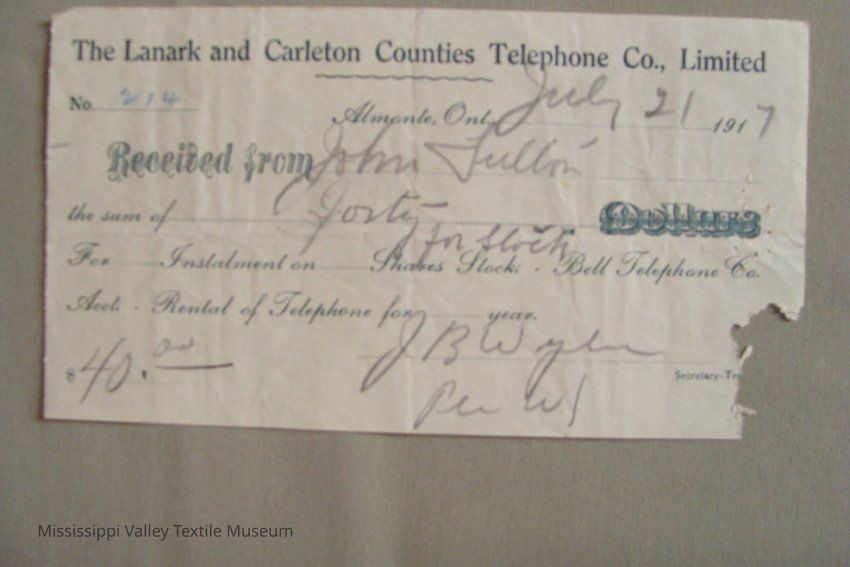 The Lanark and Carleton Counties Telephone Co., Limited
No. 214
Almonte, Ont., July 21 1917
Received from John Fulton
the sum of Forty Dollars
for Stock
For Instalment on Shares Stock. - Bell Telephone Co.
Acct. - Rental of Telephone for year.
J B Wylie
$40.00 Secretary-Tre
Per WJ
Mississippi Valley Textile Museum